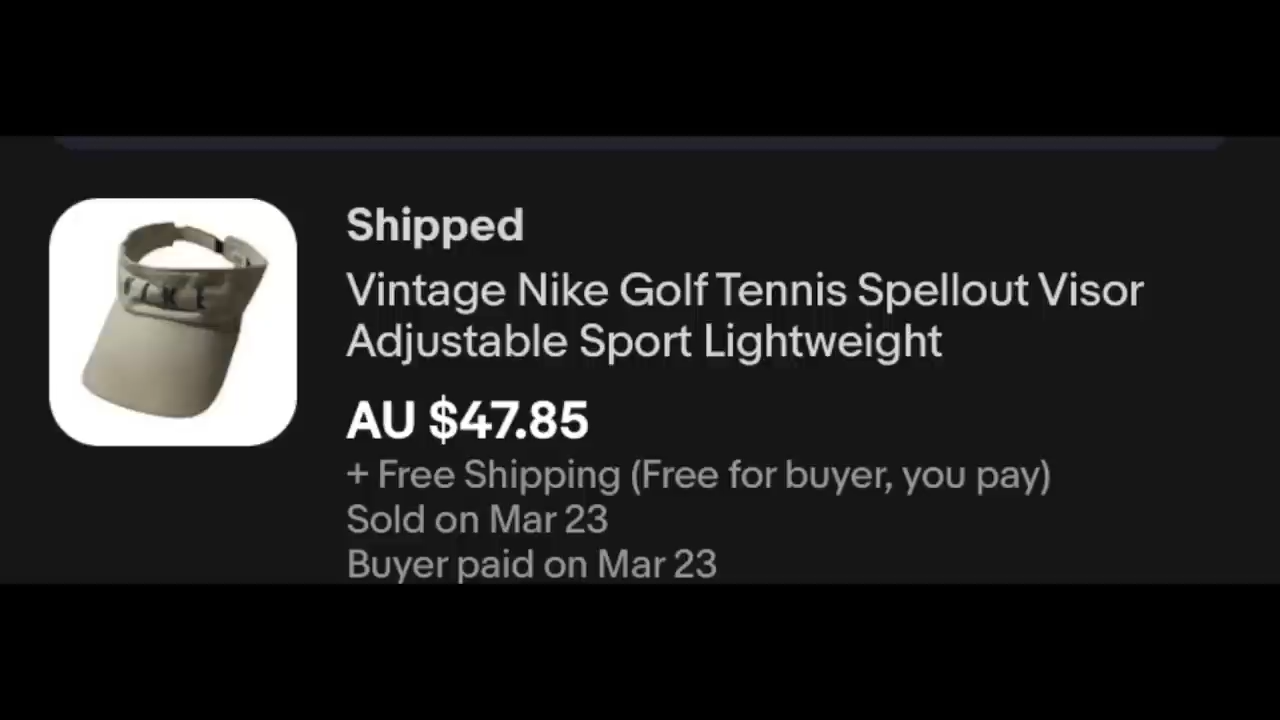 Shipped
Vintage Nike Golf Tennis Spellout Visor
Adjustable Sport Lightweight
AU $47.85
+ Free Shipping (Free for buyer, you pay)
Sold on Mar 23
Buyer paid on Mar 23